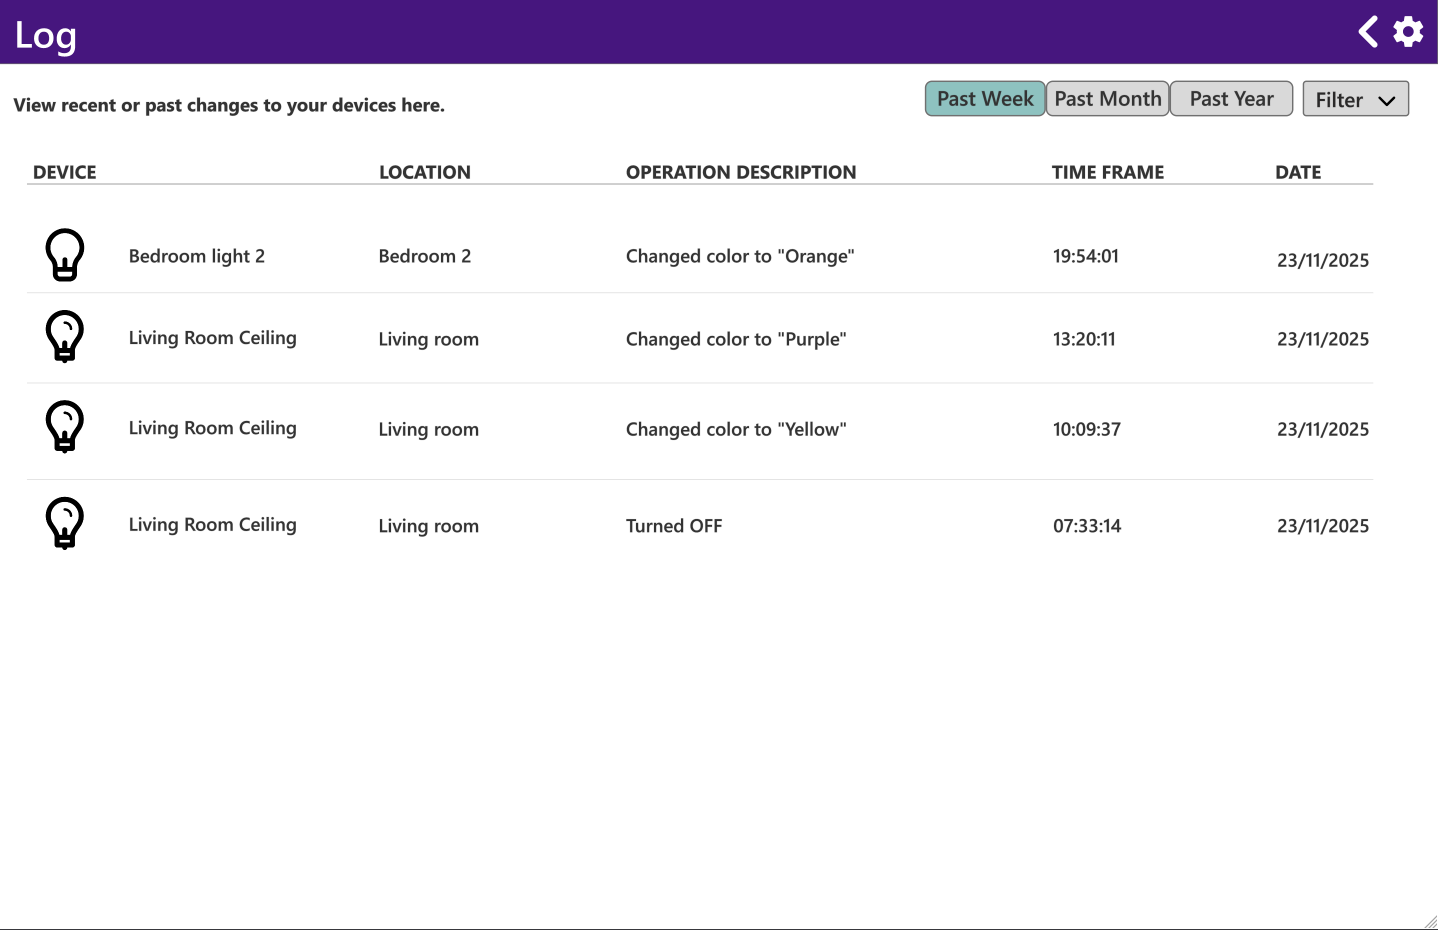 Log
View recent or past changes to your devices here.
Past Week Past Month Past Year Filter
DEVICE LOCATION OPERATION DESCRIPTION TIME FRAME DATE
Bedroom light 2 Bedroom 2 Changed color to "Orange" 19:54:01 23/11/2025
Living Room Ceiling Living room Changed color to "Purple" 13:20:11 23/11/2025
Living Room Ceiling Living room Changed color to "Yellow" 10:09:37 23/11/2025
Living Room Ceiling Living room Turned OFF 07:33:14 23/11/2025